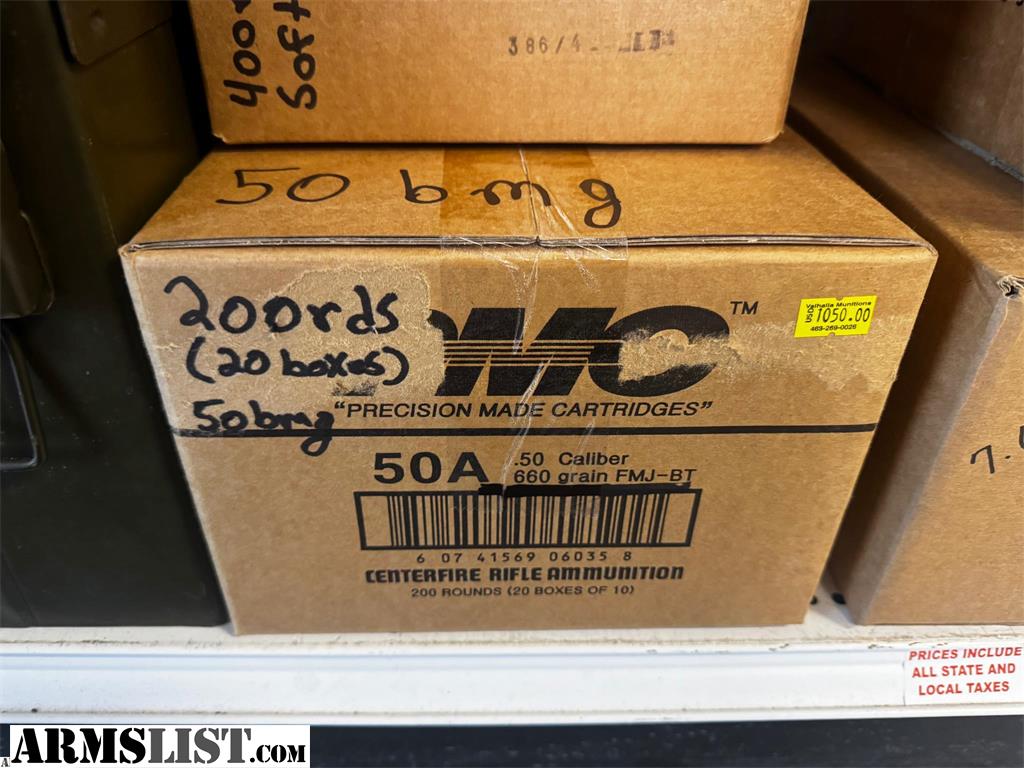 400
Soft
386/4
50 bmg
200rds
(20 boxes)
50bmg
PMC™
Valhalla Munitions
USD $1050.00
463-269-0026
"PRECISION MADE CARTRIDGES"
50A
.50 Caliber
660 grain FMJ-BT
6 07 41569 06035 8
CENTERFIRE RIFLE AMMUNITION
200 ROUNDS (20 BOXES OF 10)
7.
PRICES INCLUDE
ALL STATE AND
LOCAL TAXES
ARMSLIST.COM